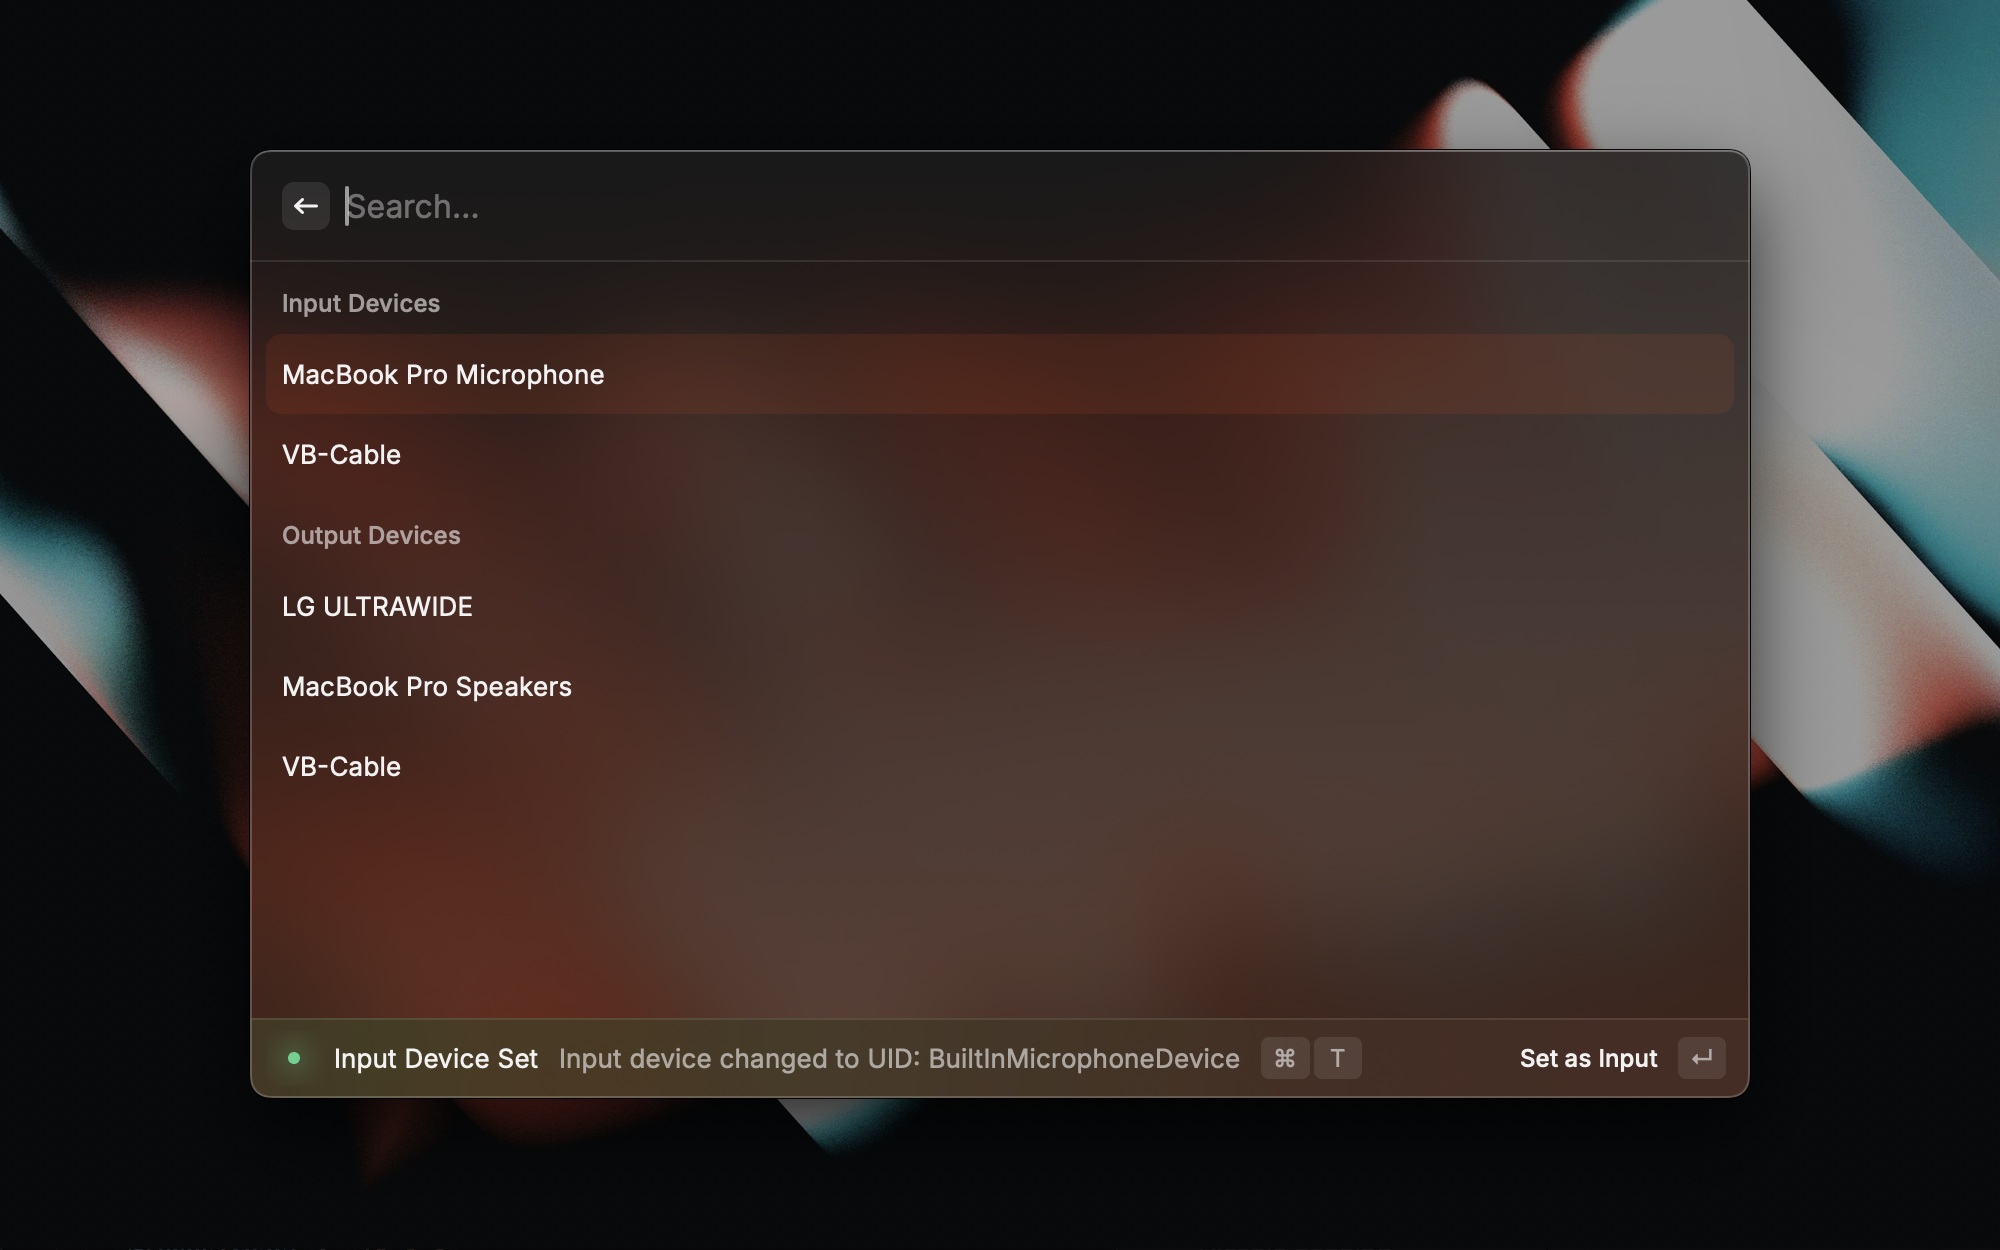 Search...
Input Devices
MacBook Pro Microphone
VB-Cable
Output Devices
LG ULTRAWIDE
MacBook Pro Speakers
VB-Cable
Input Device Set Input device changed to UID: BuiltInMicrophoneDevice ⌘ T Set as Input ↵